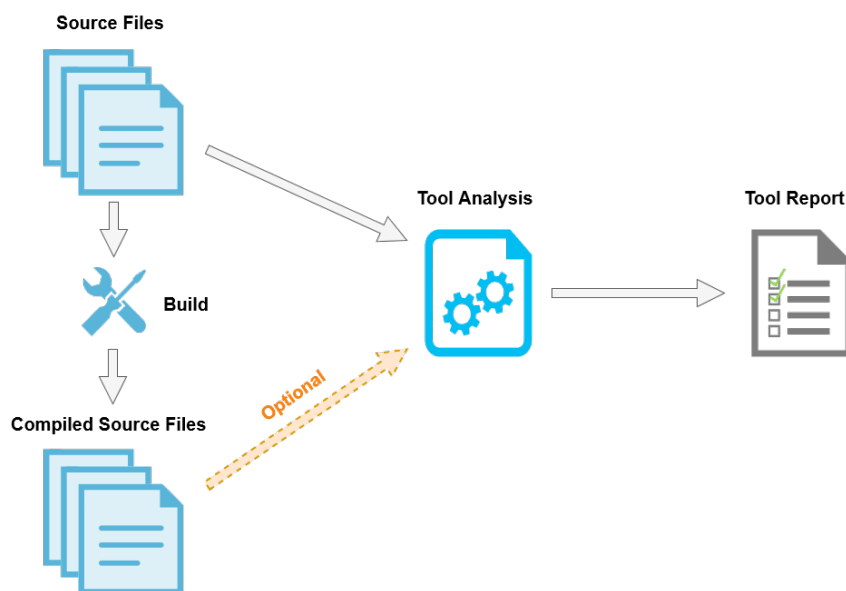 Source Files
Tool Analysis
Tool Report
Build
Optional
Compiled Source Files